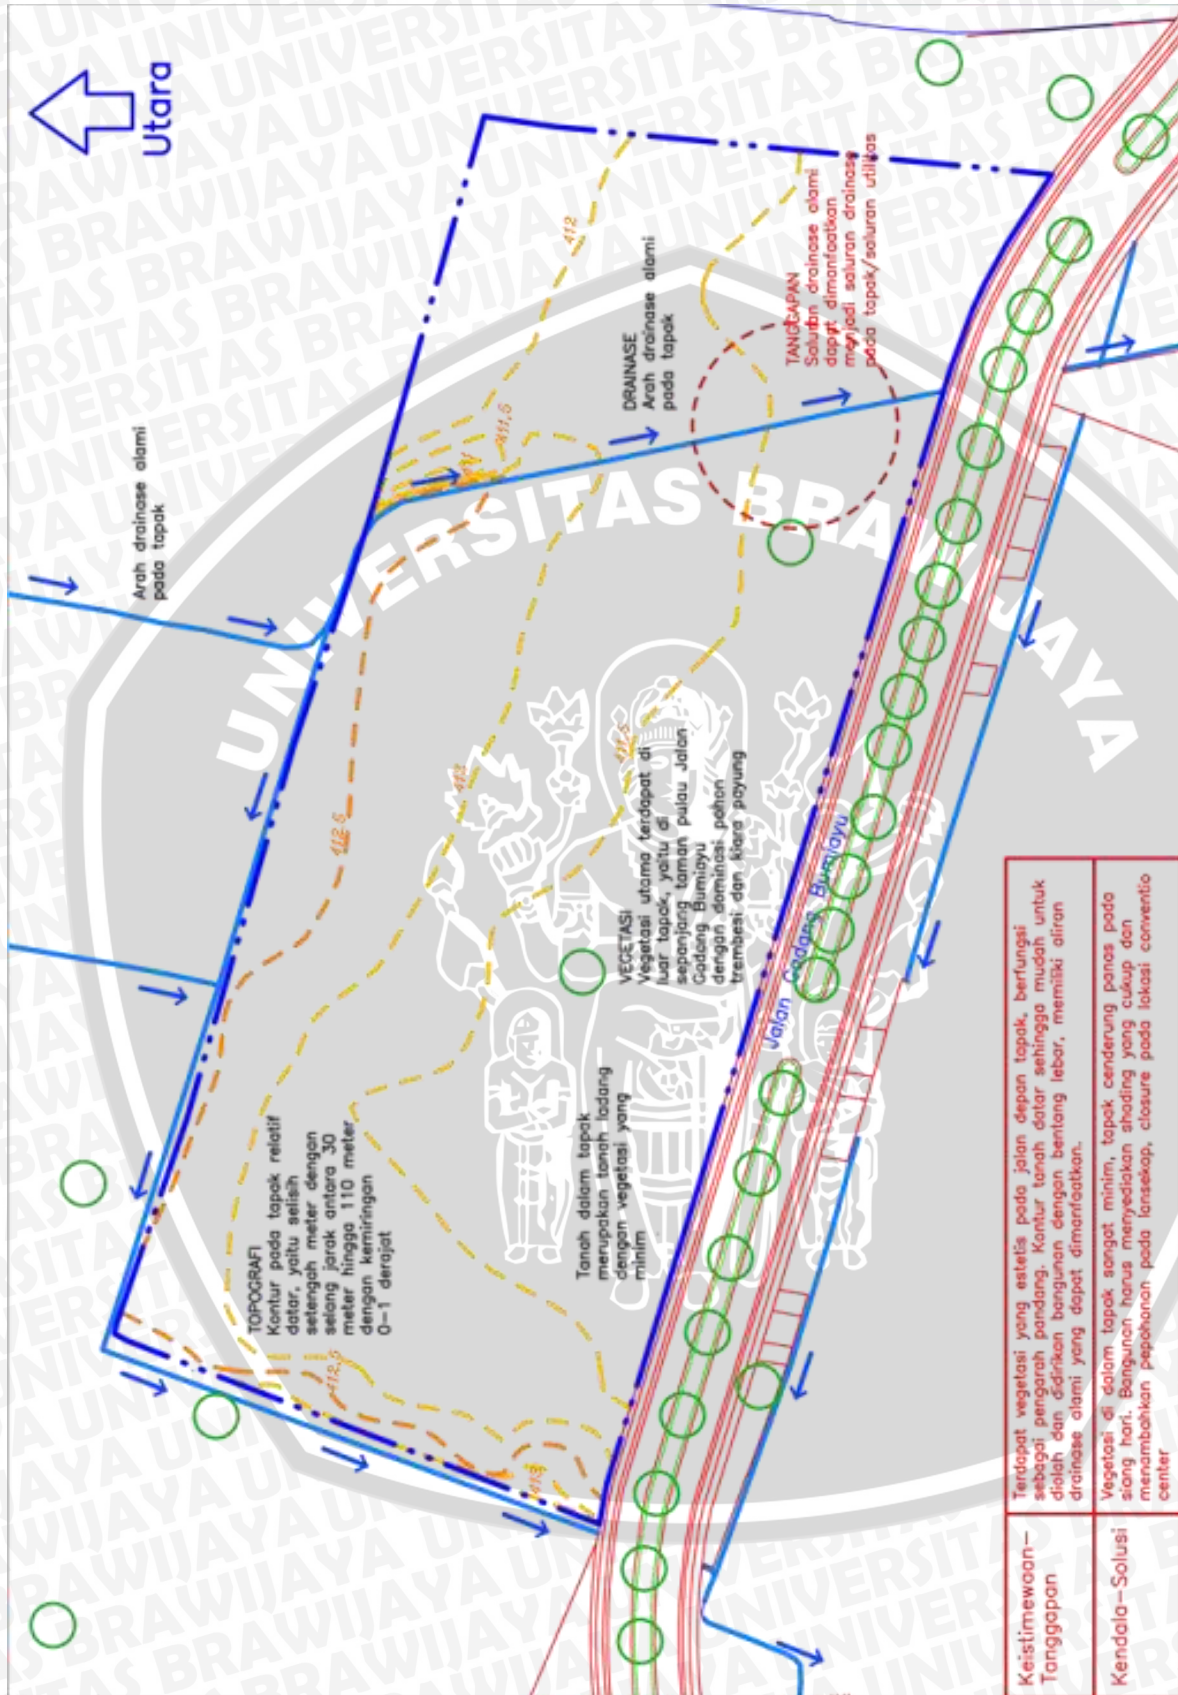 Utara
Arah drainase alami
pada tapak
DRAINASE
Arah drainase alami
pada tapak
TANGGAPAN
Saluran drainase alami
dapat dimanfaatkan
menjadi saluran drainase
pada tapak/saluran utilitas
412
411,5
412,5
412
411,5
TOPOGRAFI
Kontur pada tapak relatif
datar, yaitu selisih
setengah meter dengan
selang jarak antara 30
meter hingga 110 meter
dengan kemiringan
0-1 derajat
VEGETASI
Vegetasi utama terdapat di
luar tapak, yaitu di
sepanjang taman pulau Jalan
Gadang Bumiayu
dengan dominasi pohon
trembesi dan kiara payung
Tanah dalam tapak
merupakan tanah ladang
dengan vegetasi yang
minim
412,5
Jalan Gadang Bumiayu
Keistimewaan-
Tanggapan
Terdapat vegetasi yang estetis pada jalan depan tapak, berfungsi
sebagai pengarah pandang. Kontur tanah datar sehingga mudah untuk
diolah dan didirikan bangunan dengan bentang lebar, memiliki aliran
drainase alami yang dapat dimanfaatkan.
Kendala-Solusi
Vegetasi di dalam tapak sangat minim, tapak cenderung panas pada
siang hari. Bangunan harus menyediakan shading yang cukup dan
menambahkan pepohonan pada lansekap, closure pada lokasi conventio
center
UNIVERSITAS BRAWIJAYA